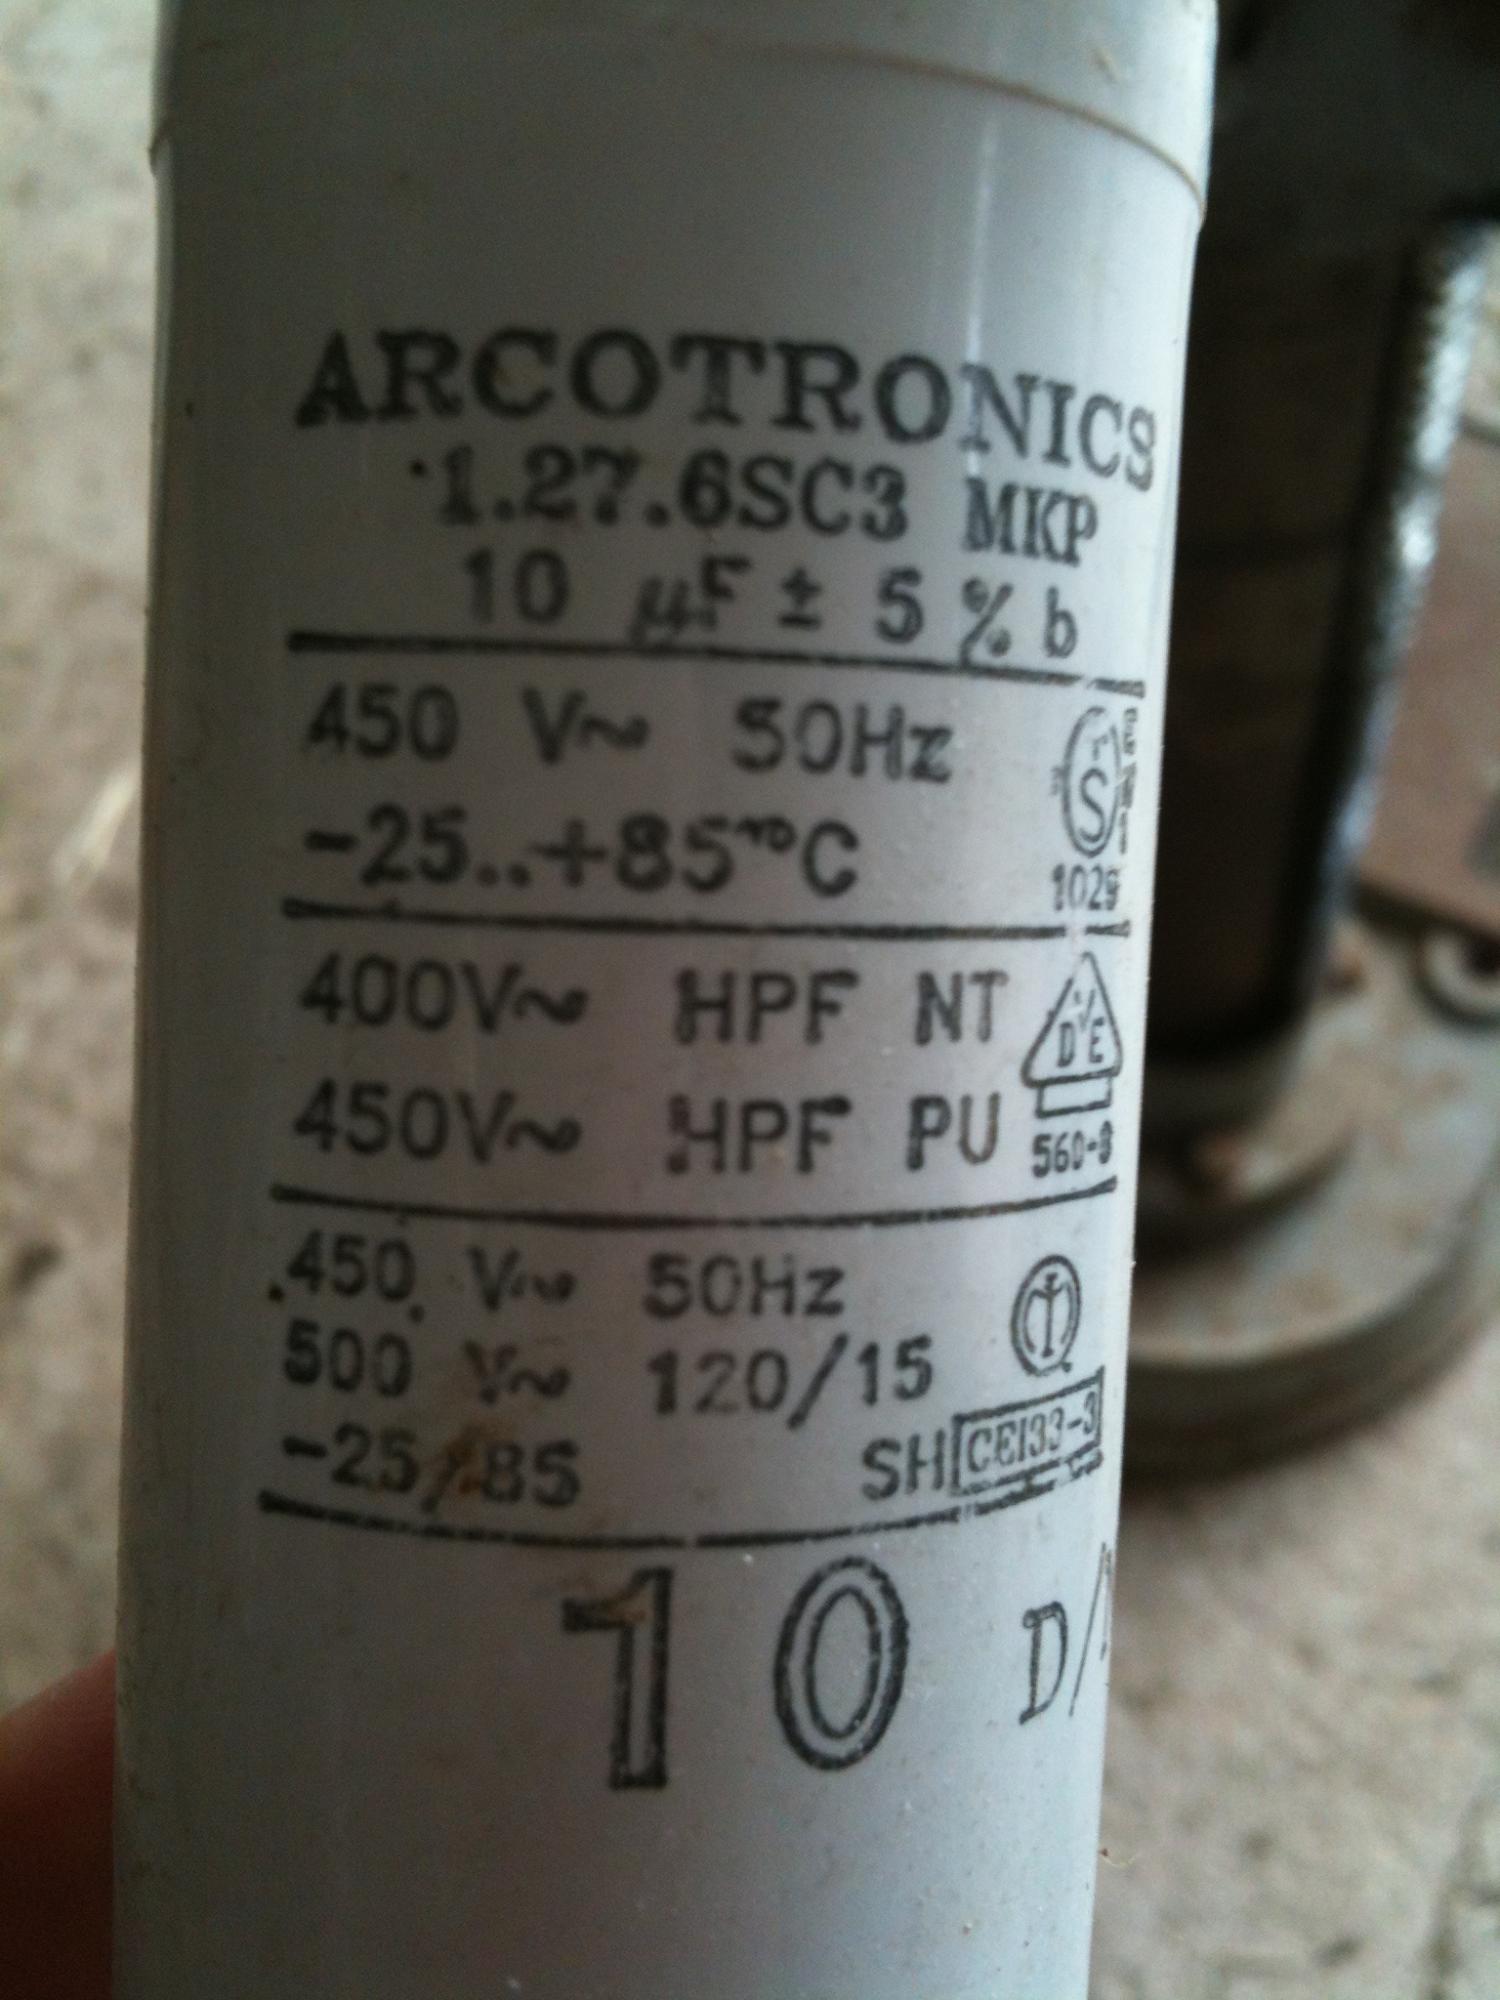 ARCOTRONICS
1.27.6SC3 MKP
10 µF ± 5 % b
450 V~ 50Hz
-25..+85°C
S
1029
400V~ HPF NT
450V~ HPF PU
DVE
560-8
450 V~ 50Hz
500 V~ 120/15
-25/85 SH CEI33-3
10 D/